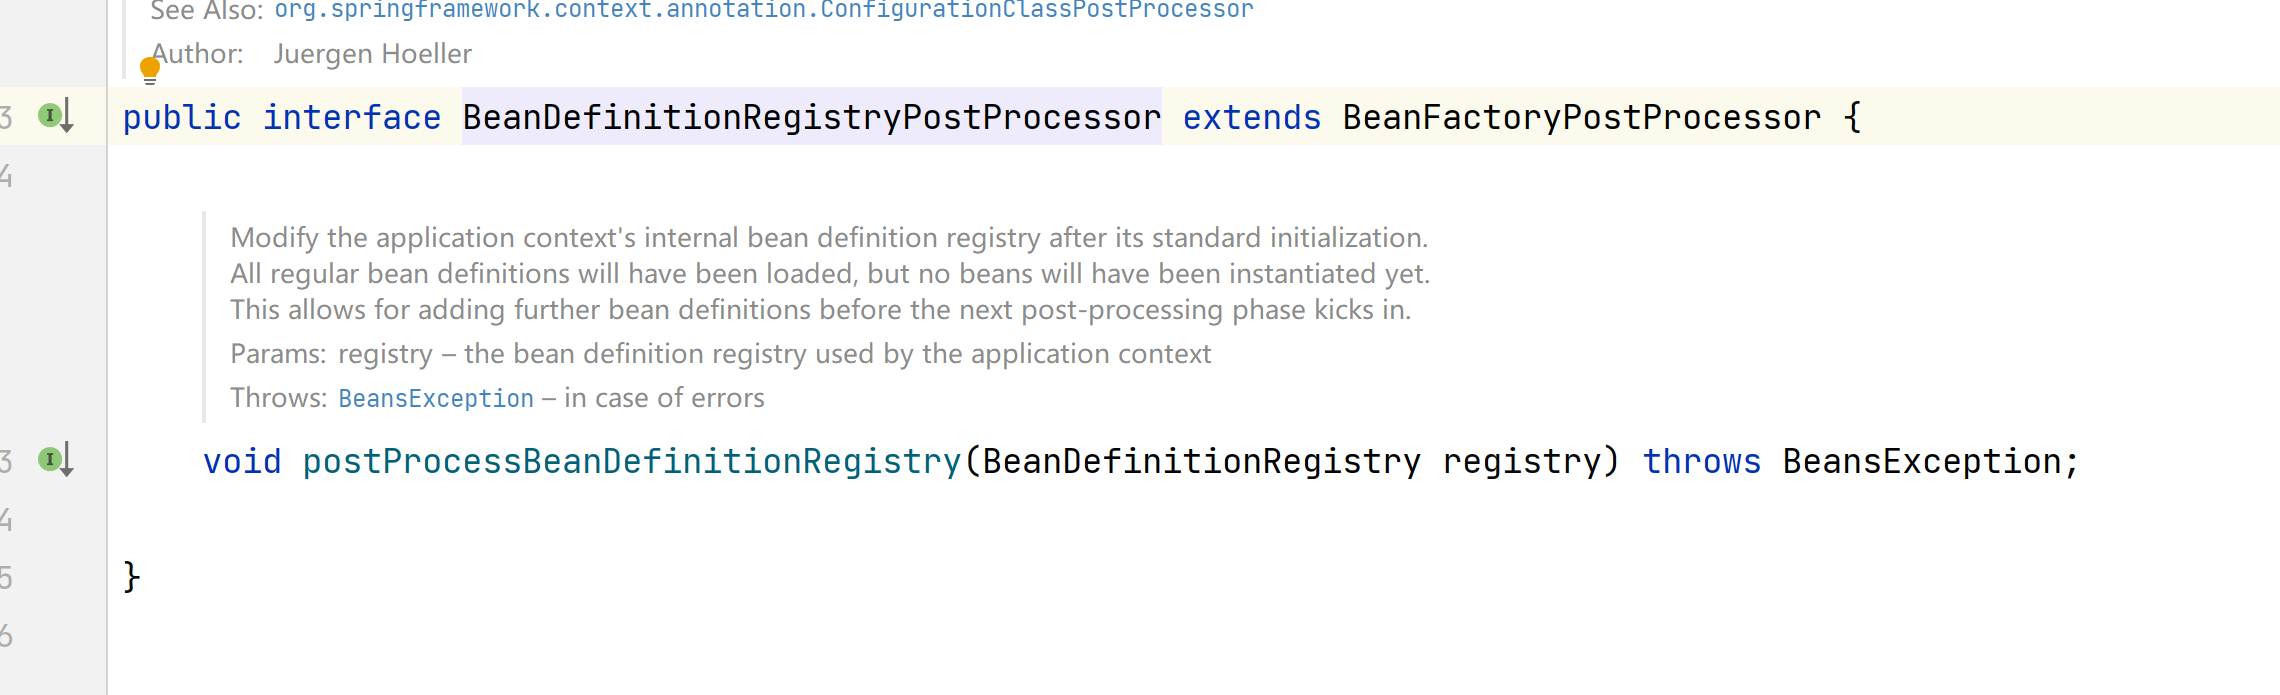 See Also: org.springframework.context.annotation.ConfigurationClassPostProcessor
Author: Juergen Hoeller
3 public interface BeanDefinitionRegistryPostProcessor extends BeanFactoryPostProcessor {
4
Modify the application context's internal bean definition registry after its standard initialization.
All regular bean definitions will have been loaded, but no beans will have been instantiated yet.
This allows for adding further bean definitions before the next post-processing phase kicks in.
Params: registry – the bean definition registry used by the application context
Throws: BeansException – in case of errors
3 void postProcessBeanDefinitionRegistry(BeanDefinitionRegistry registry) throws BeansException;
4
5 }
6